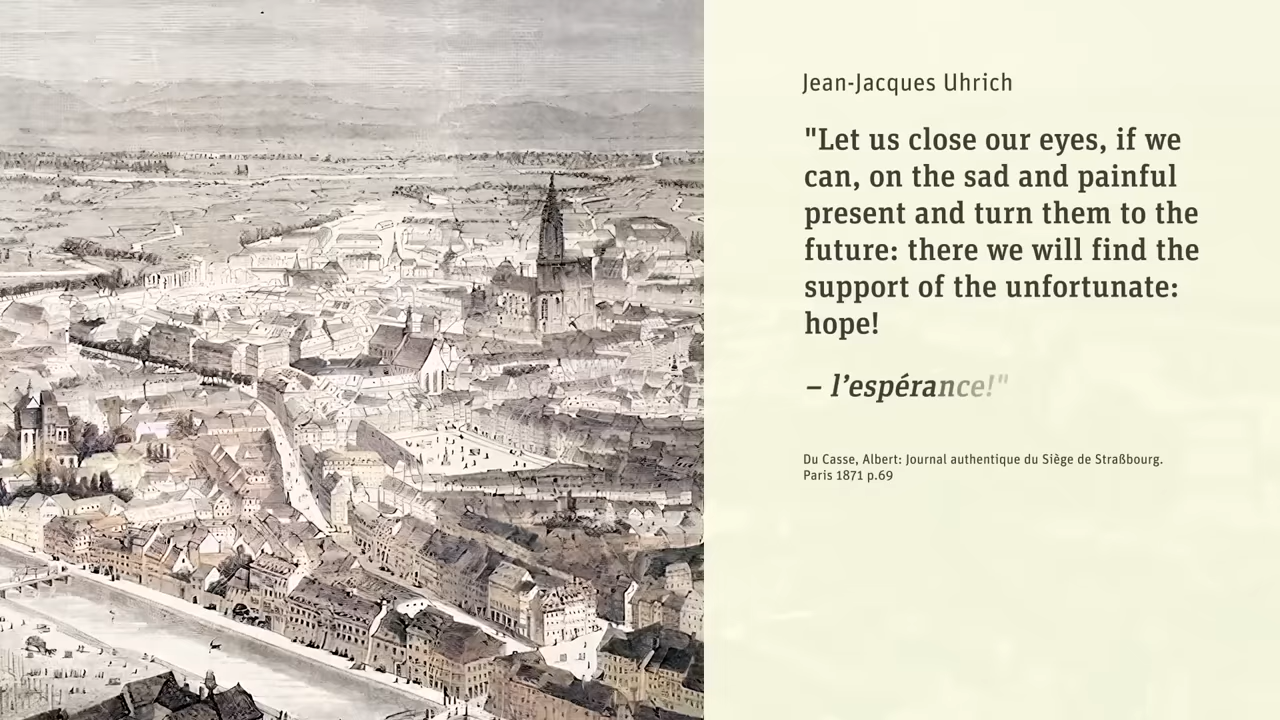 Jean-Jacques Uhrich
"Let us close our eyes, if we
can, on the sad and painful
present and turn them to the
future: there we will find the
support of the unfortunate:
hope!
– l’espérance!"
Du Casse, Albert: Journal authentique du Siège de Straßbourg.
Paris 1871 p.69